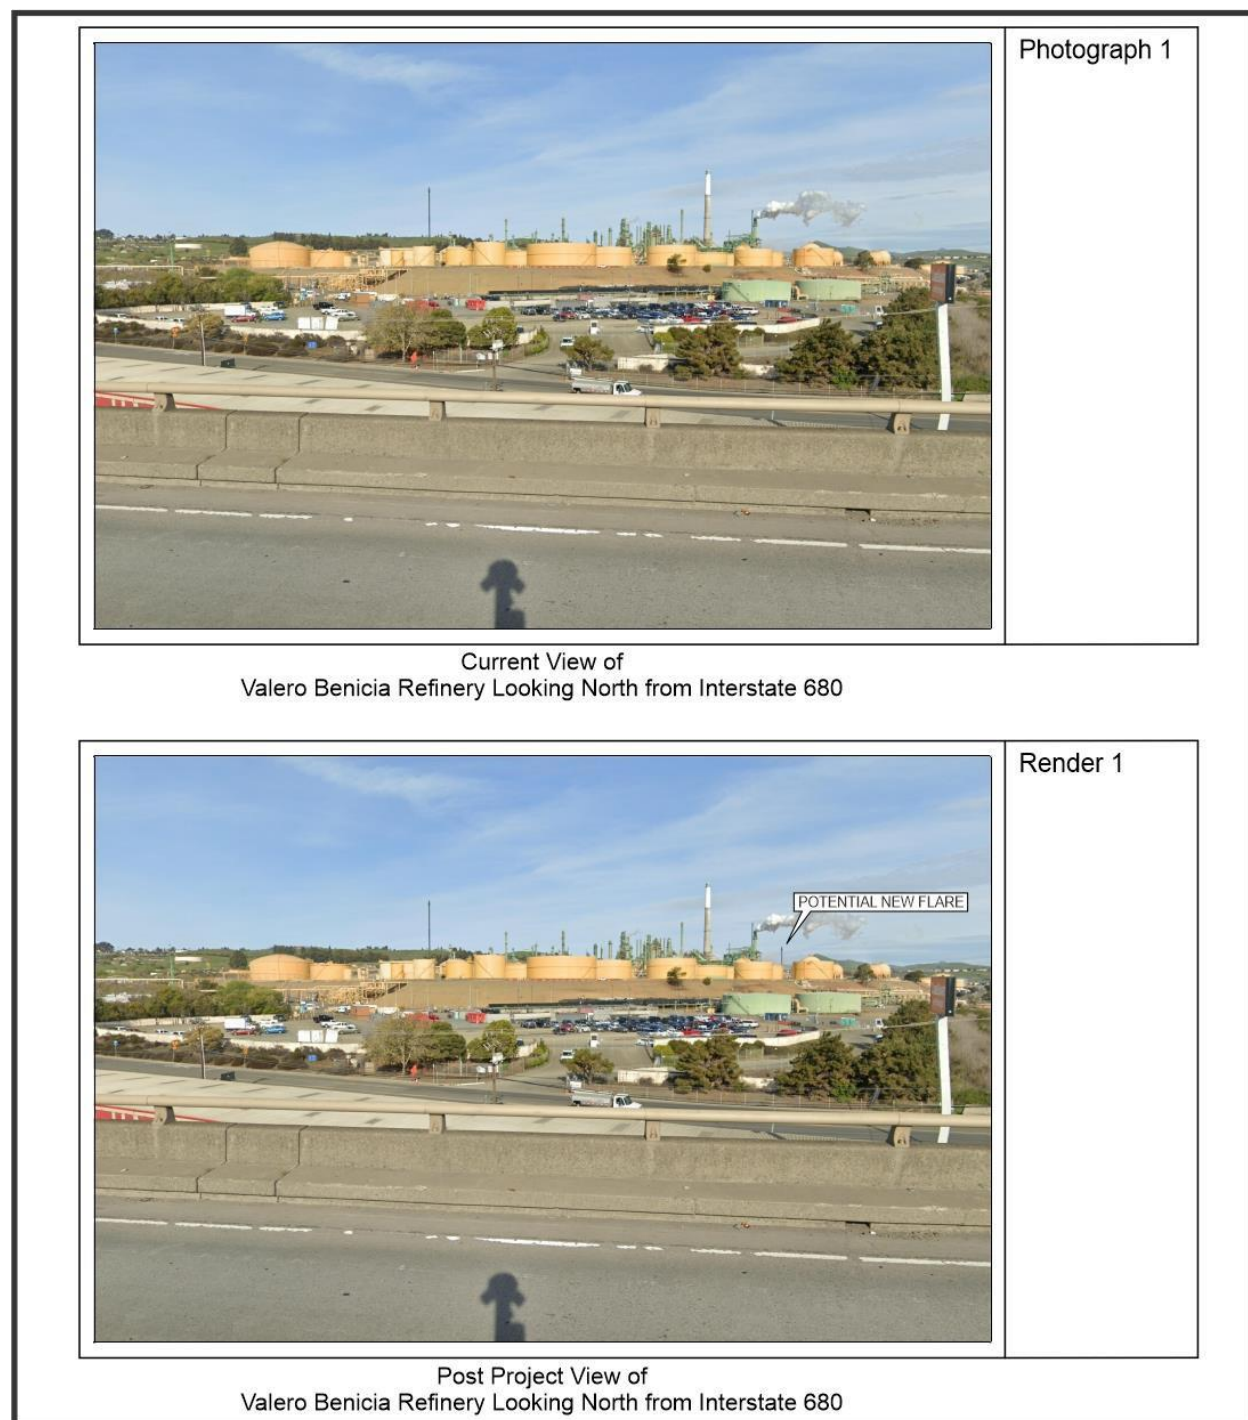 Photograph 1
Current View of
Valero Benicia Refinery Looking North from Interstate 680
Render 1
POTENTIAL NEW FLARE
Post Project View of
Valero Benicia Refinery Looking North from Interstate 680